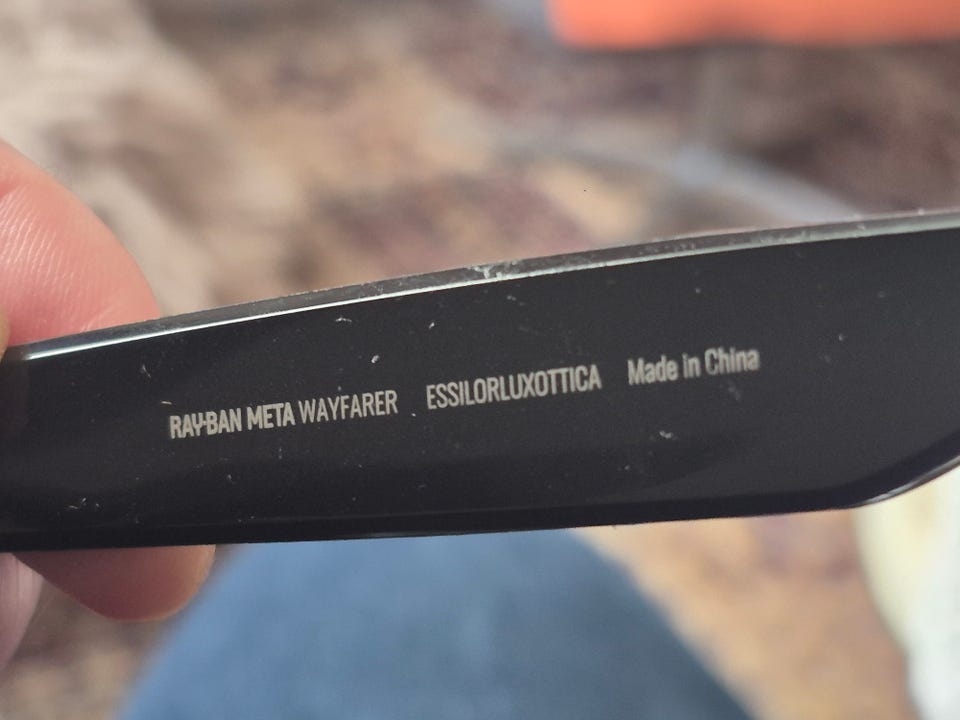 RAY-BAN META WAYFARER ESSILORLUXOTTICA Made in China